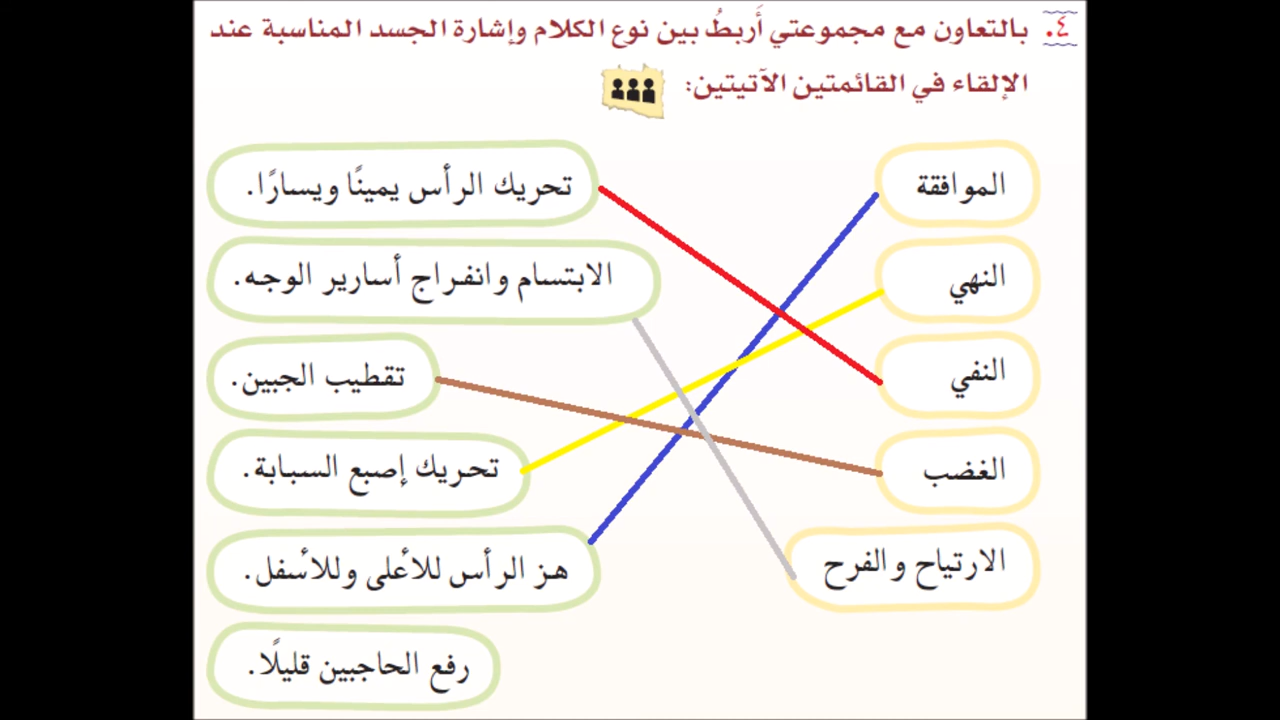 ٤. بالتعاون مع مجموعتي أَربطُ بين نوع الكلام وإشارة الجسد المناسبة عند
الإلقاء في القائمتين الآتيتين:
الموافقة
تحريك الرأس يمينًا ويسارًا.
النهي
الابتسام وانفراج أسارير الوجه.
النفي
تقطيب الجبين.
الغضب
تحريك إصبع السبابة.
الارتياح والفرح
هز الرأس للأعلى وللأسفل.
رفع الحاجبين قليلًا.